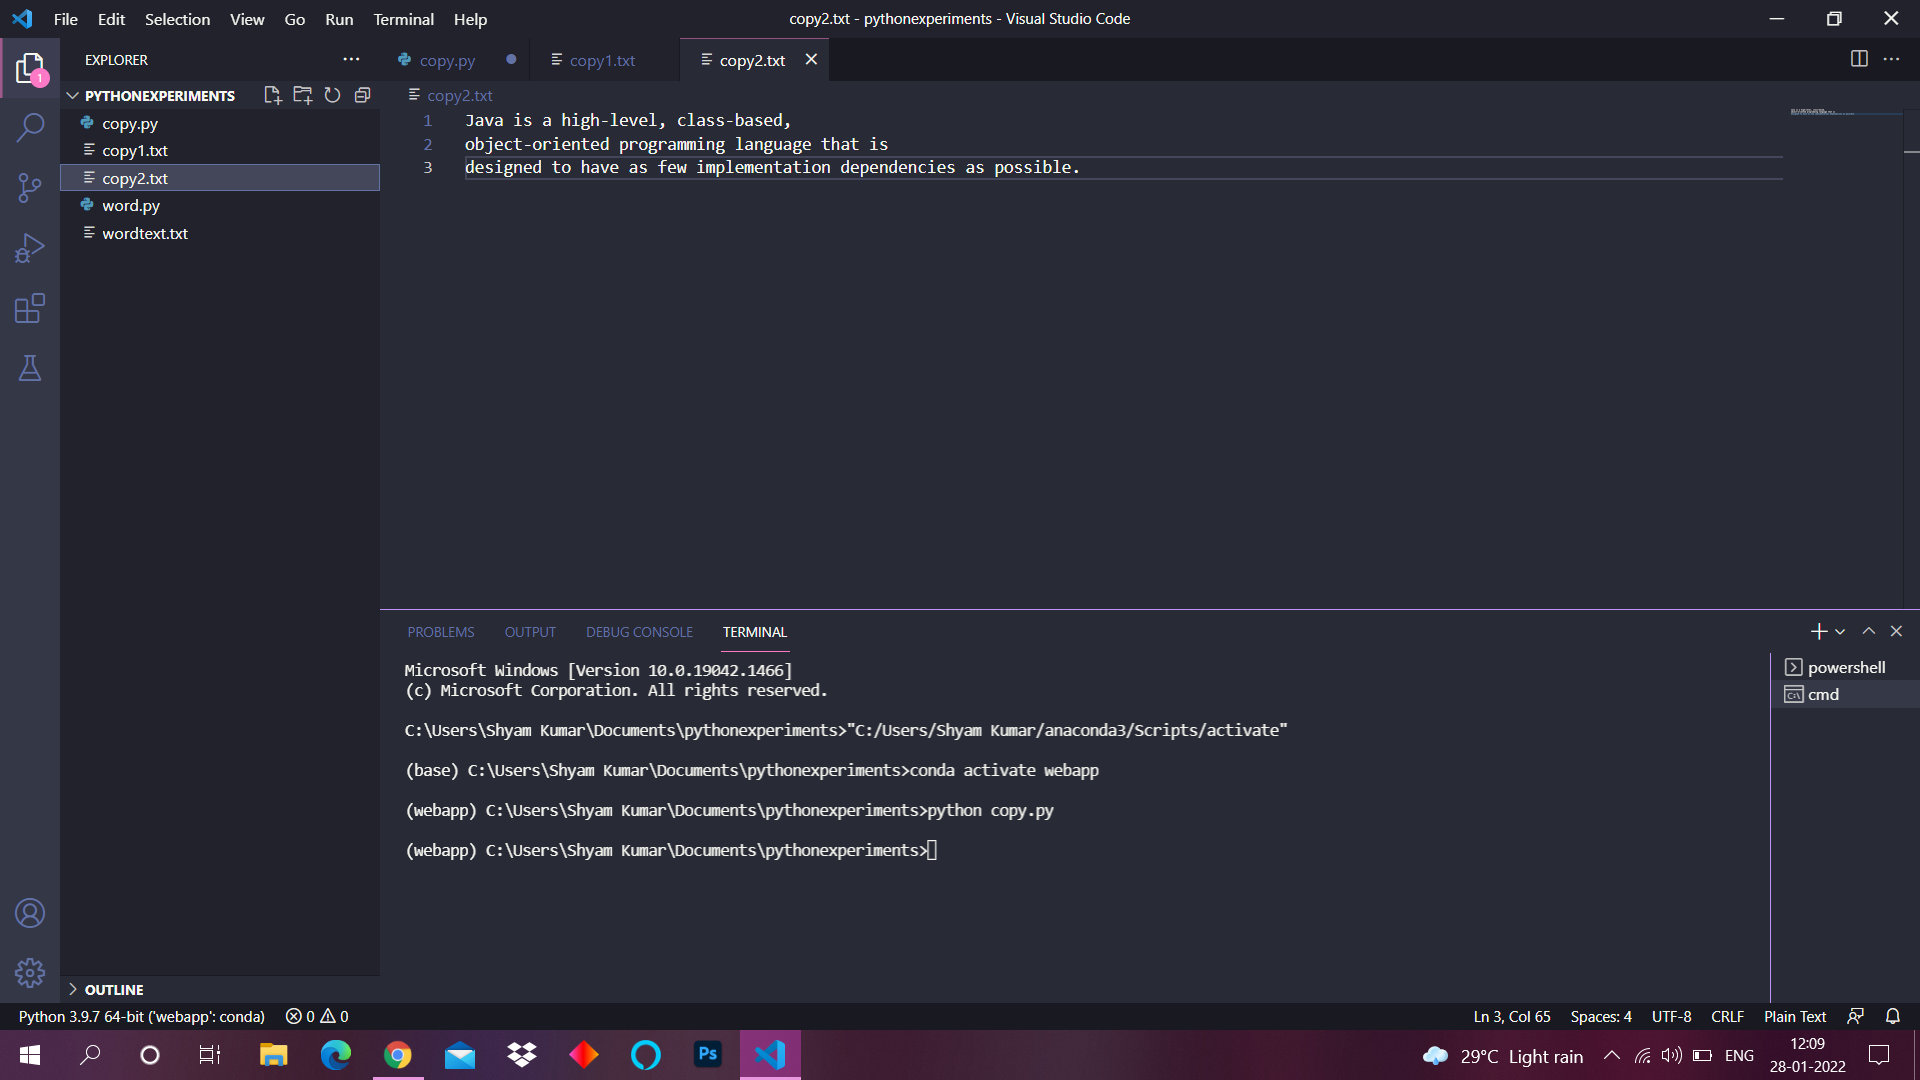 File Edit Selection View Go Run Terminal Help
copy2.txt - pythonexperiments - Visual Studio Code
1
EXPLORER
PYTHONEXPERIMENTS
copy.py
copy1.txt
copy2.txt
word.py
wordtext.txt
OUTLINE
copy.py copy1.txt copy2.txt
copy2.txt
1 Java is a high-level, class-based,
2 object-oriented programming language that is
3 designed to have as few implementation dependencies as possible.
PROBLEMS OUTPUT DEBUG CONSOLE TERMINAL
Microsoft Windows [Version 10.0.19042.1466]
(c) Microsoft Corporation. All rights reserved.
C:\Users\Shyam Kumar\Documents\pythonexperiments>"C:/Users/Shyam Kumar/anaconda3/Scripts/activate"
(base) C:\Users\Shyam Kumar\Documents\pythonexperiments>conda activate webapp
(webapp) C:\Users\Shyam Kumar\Documents\pythonexperiments>python copy.py
(webapp) C:\Users\Shyam Kumar\Documents\pythonexperiments>
powershell
cmd
Python 3.9.7 64-bit ('webapp': conda) 0 0 Ln 3, Col 65 Spaces: 4 UTF-8 CRLF Plain Text
Ps
29°C Light rain ENG
12:09
28-01-2022